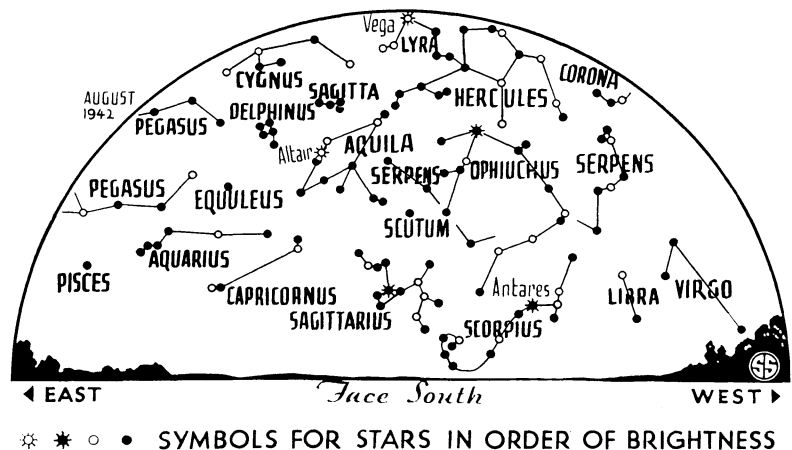 Vega
LYRA
CYGNUS
CORONA
SAGITTA
HERCULES
AUGUST
1942
DELPHINUS
PEGASUS
Altair
AQUILA
SERPENS
OPHIUCHUS
SERPENS
PEGASUS
EQUULEUS
SCUTUM
AQUARIUS
PISCES
CAPRICORNUS
Antares
LIBRA
VIRGO
SAGITTARIUS
SCORPIUS
SS
EAST
Face South
WEST
SYMBOLS FOR STARS IN ORDER OF BRIGHTNESS